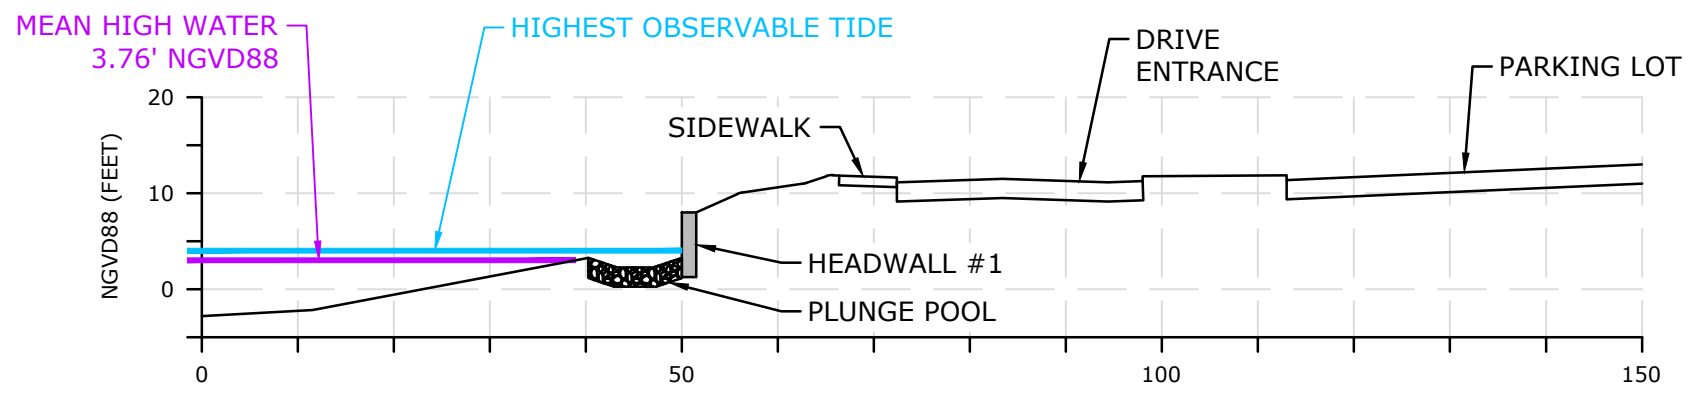 MEAN HIGH WATER
3.76' NGVD88
HIGHEST OBSERVABLE TIDE
DRIVE
ENTRANCE
PARKING LOT
SIDEWALK
HEADWALL #1
PLUNGE POOL
NGVD88 (FEET)
20
10
0
0
50
100
150